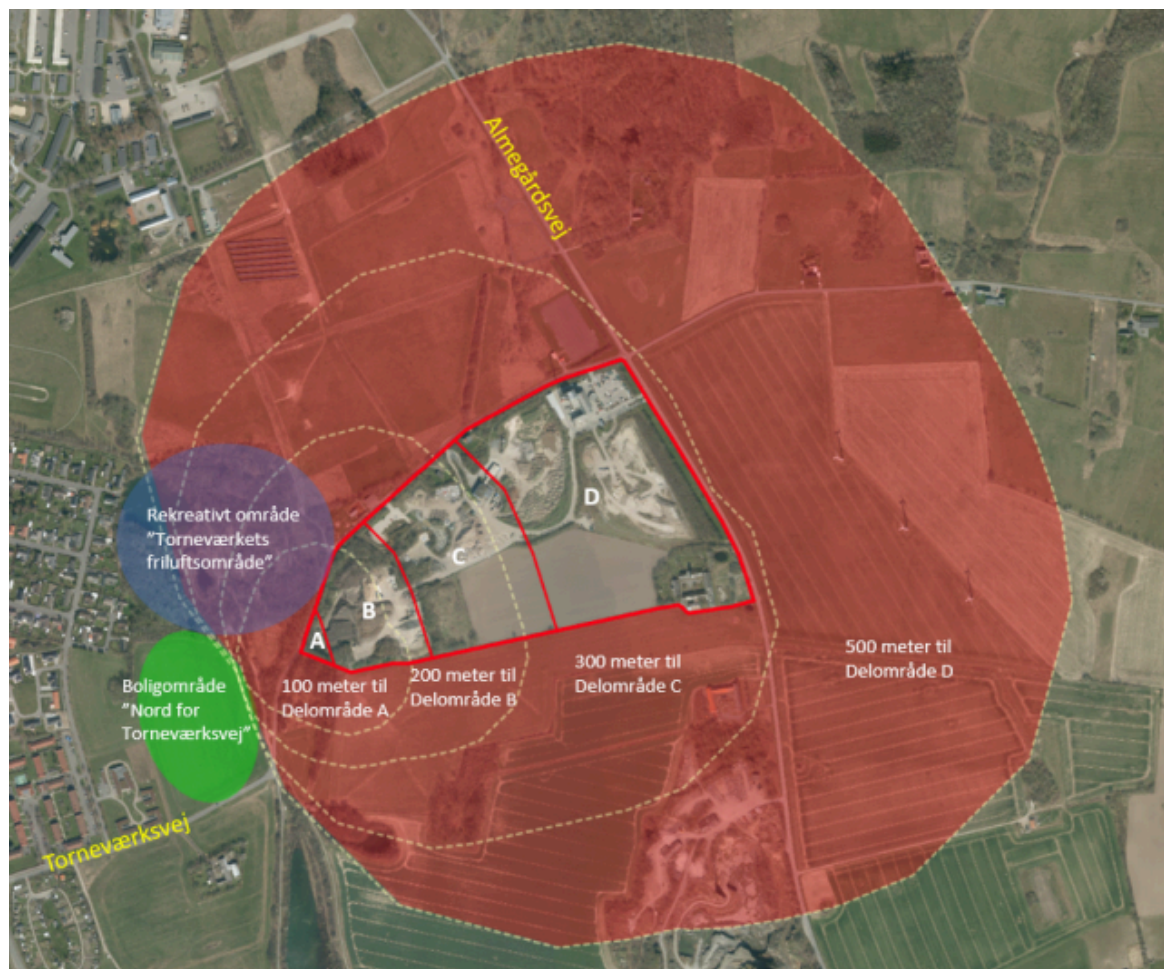 Almegårdsvej
Rekreativt område
"Torneværkets
friluftsområde"
D
C
B
A
Boligområde
"Nord for
Torneværksvej"
100 meter til
Delområde A
200 meter til
Delområde B
300 meter til
Delområde C
500 meter til
Delområde D
Torneværksvej